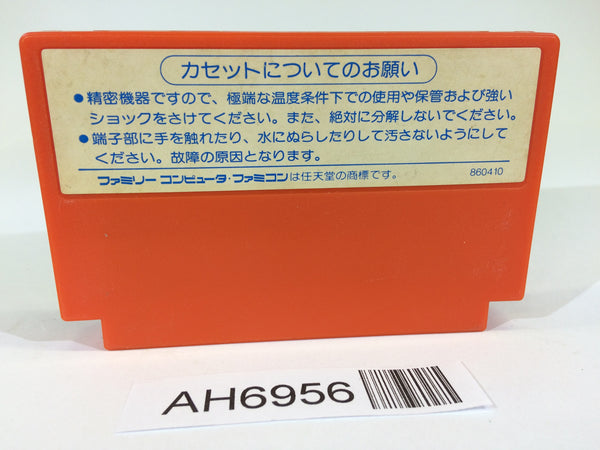 カセットについてのお願い
●精密機器ですので、極端な温度条件下での使用や保管および強い
ショックをさけてください。また、絶対に分解しないでください。
●端子部に手を触れたり、水にぬらしたりして汚さないようにして
ください。故障の原因となります。
ファミリー コンピュータ・ファミコンは任天堂の商標です。 860410
AH6956